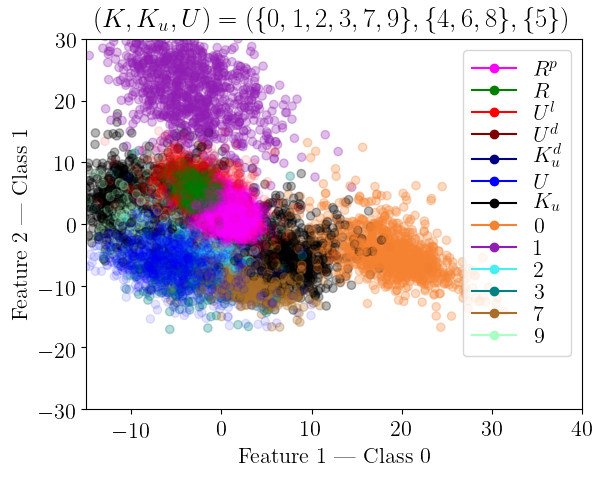 (K, K_u, U) = ({0, 1, 2, 3, 7, 9}, {4, 6, 8}, {5})
30
20
10
0
−10
−20
−30
Feature 2 — Class 1
R^p
R
U^l
U^d
K_u^d
U
K_u
0
1
2
3
7
9
−10
0
10
20
30
40
Feature 1 — Class 0